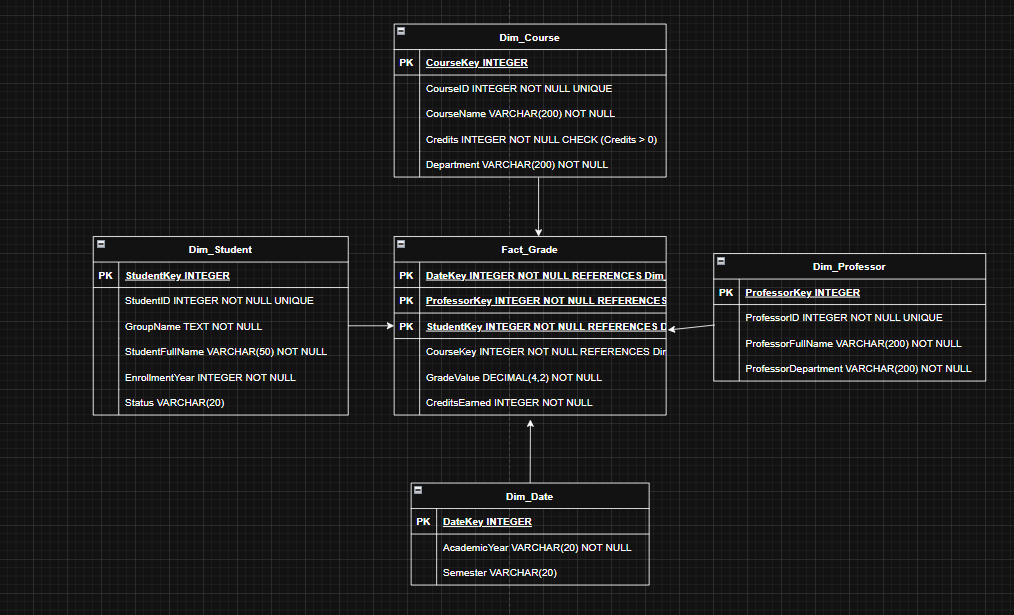 Dim_Course
PK CourseKey INTEGER
CourseID INTEGER NOT NULL UNIQUE
CourseName VARCHAR(200) NOT NULL
Credits INTEGER NOT NULL CHECK (Credits > 0)
Department VARCHAR(200) NOT NULL
Dim_Student
PK StudentKey INTEGER
StudentID INTEGER NOT NULL UNIQUE
GroupName TEXT NOT NULL
StudentFullName VARCHAR(50) NOT NULL
EnrollmentYear INTEGER NOT NULL
Status VARCHAR(20)
Fact_Grade
PK DateKey INTEGER NOT NULL REFERENCES Dim_
PK ProfessorKey INTEGER NOT NULL REFERENCES
PK StudentKey INTEGER NOT NULL REFERENCES D
CourseKey INTEGER NOT NULL REFERENCES Dir
GradeValue DECIMAL(4,2) NOT NULL
CreditsEarned INTEGER NOT NULL
Dim_Professor
PK ProfessorKey INTEGER
ProfessorID INTEGER NOT NULL UNIQUE
ProfessorFullName VARCHAR(200) NOT NULL
ProfessorDepartment VARCHAR(200) NOT NULL
Dim_Date
PK DateKey INTEGER
AcademicYear VARCHAR(20) NOT NULL
Semester VARCHAR(20)